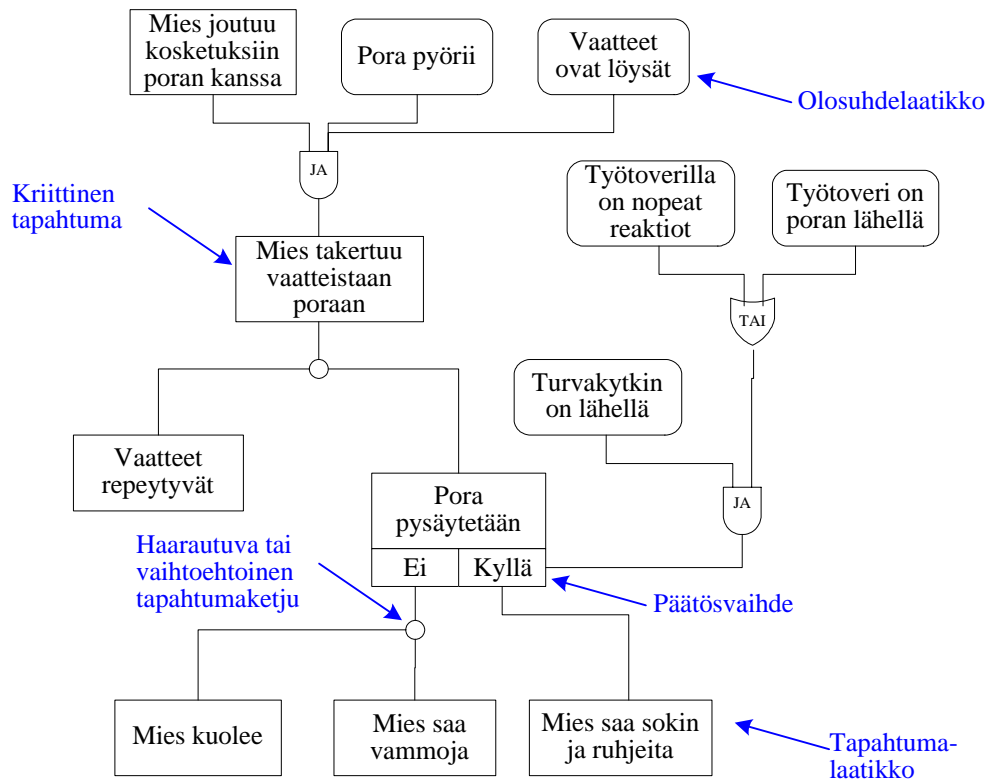 Mies joutuu
kosketuksiin
poran kanssa
Pora pyörii
Vaatteet
ovat löysät
Olosuhdelaatikko
JA
Kriittinen
tapahtuma
Työtoverilla
on nopeat
reaktiot
Työtoveri on
poran lähellä
Mies takertuu
vaatteistaan
poraan
TAI
Turvakytkin
on lähellä
Vaatteet
repeytyvät
Pora
pysäytetään
JA
Haarautuva tai
vaihtoehtoinen
tapahtumaketju
Ei
Kyllä
Päätösvaihde
Mies kuolee
Mies saa
vammoja
Mies saa sokin
ja ruhjeita
Tapahtuma-
laatikko